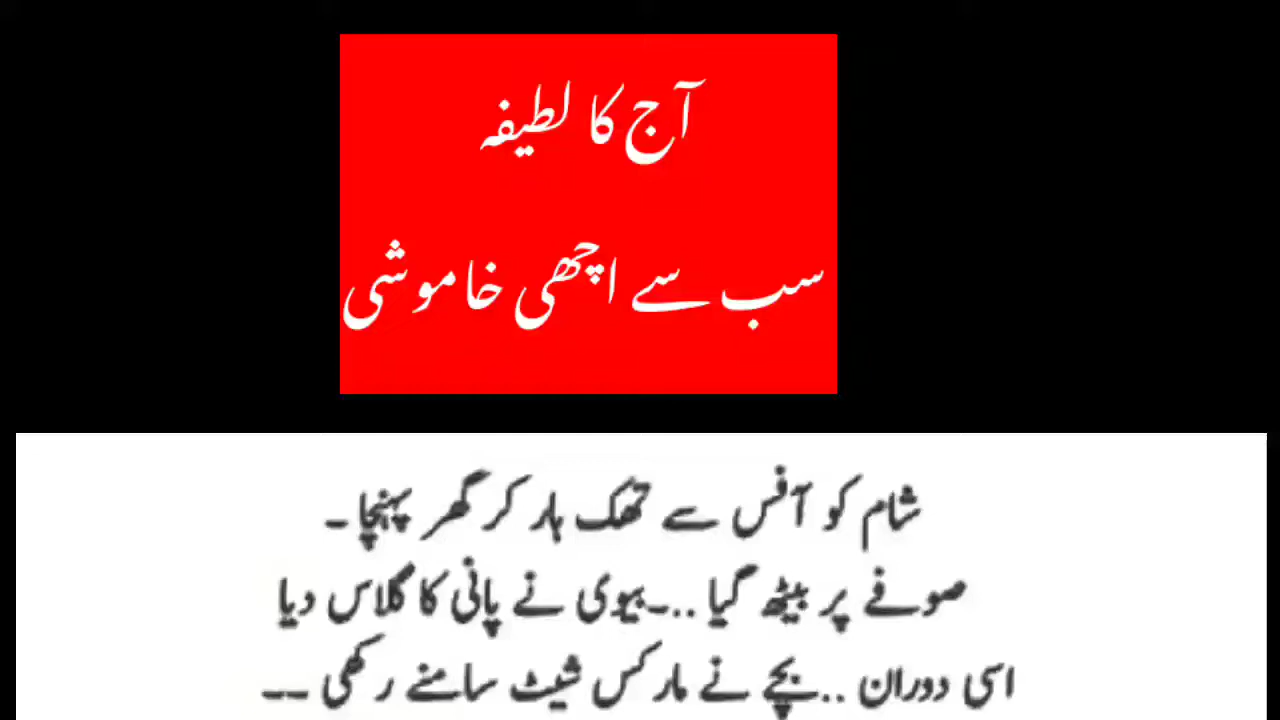 آج کا لطیفہ
سب سے اچھی خاموشی
شام کو آفس سے تھک ہار کر گھر پہنچا ۔
صوفے پر بیٹھ گیا ..۔بیوی نے پانی کا گلاس دیا
اسی دوران ..بچے نے مارکس شیٹ سامنے رکھی ۔۔